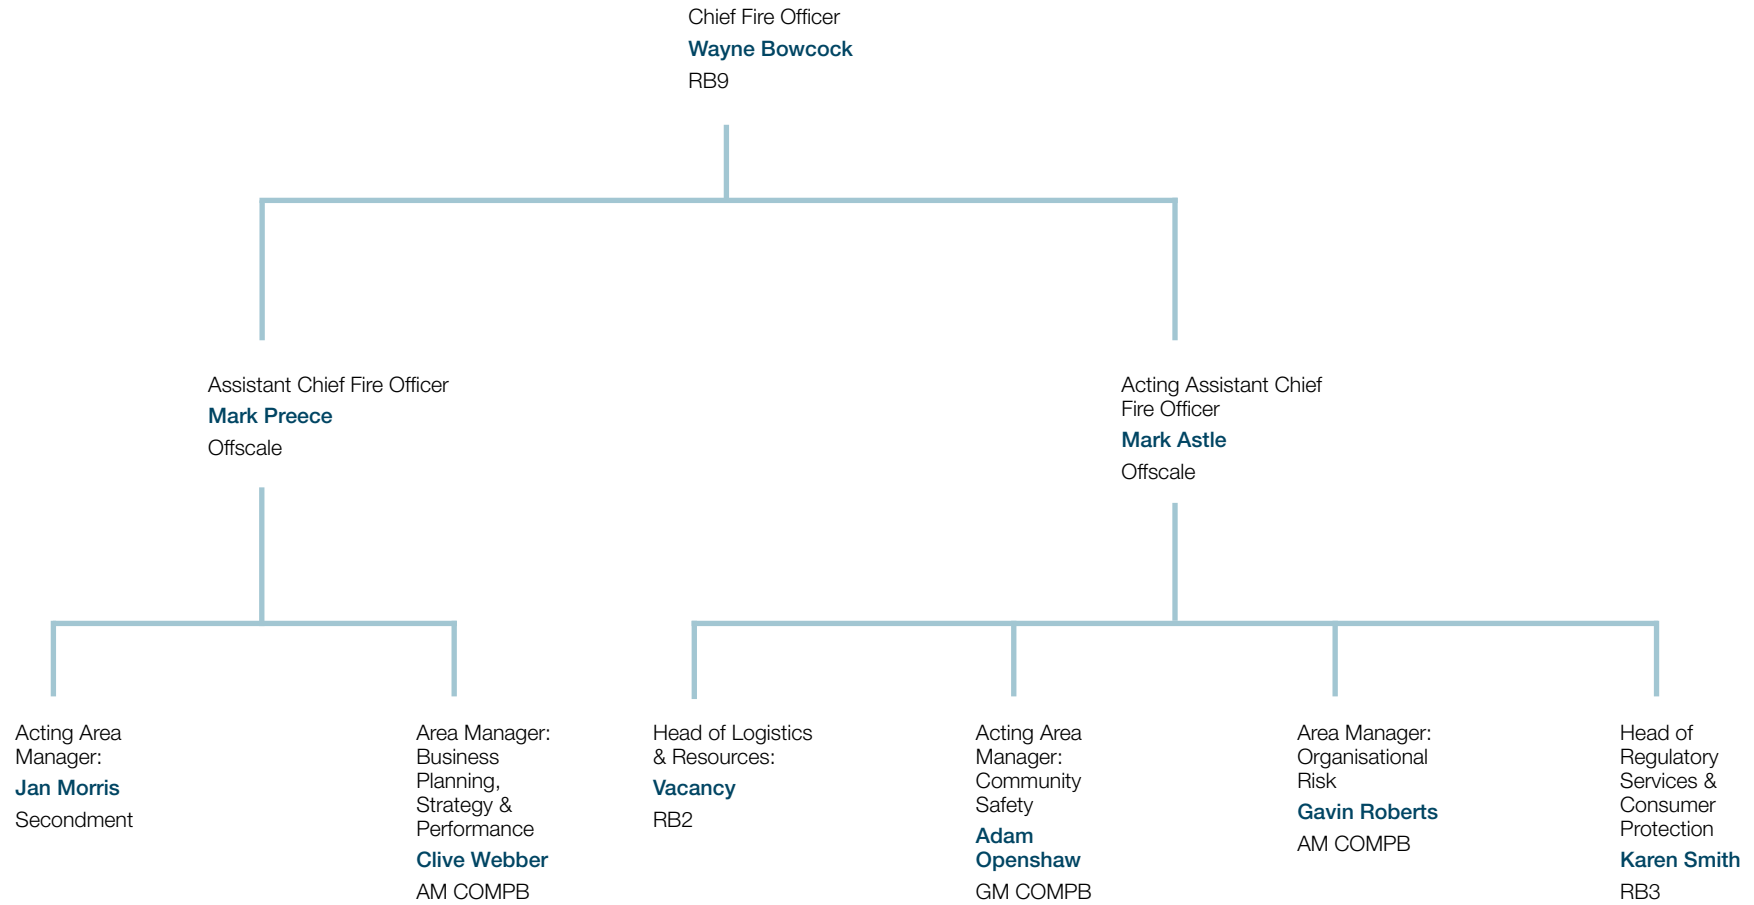 Chief Fire Officer
Wayne Bowcock
RB9
Assistant Chief Fire Officer
Mark Preece
Offscale
Acting Assistant Chief
Fire Officer
Mark Astle
Offscale
Acting Area
Manager:
Jan Morris
Secondment
Area Manager:
Business
Planning,
Strategy &
Performance
Clive Webber
AM COMPB
Head of Logistics
& Resources:
Vacancy
RB2
Acting Area
Manager:
Community
Safety
Adam
Openshaw
GM COMPB
Area Manager:
Organisational
Risk
Gavin Roberts
AM COMPB
Head of
Regulatory
Services &
Consumer
Protection
Karen Smith
RB3